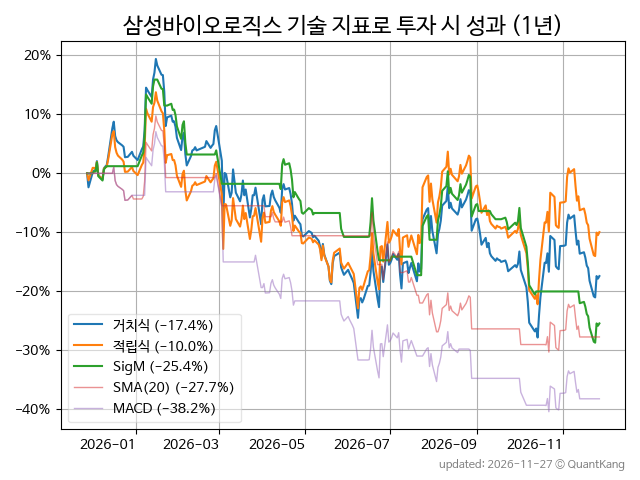 삼성바이오로직스 기술 지표로 투자 시 성과 (1년)
20%
10%
0%
−10%
−20%
−30%
−40%
거치식 (−17.4%)
적립식 (−10.0%)
SigM (−25.4%)
SMA(20) (−27.7%)
MACD (−38.2%)
2026-01 2026-03 2026-05 2026-07 2026-09 2026-11
updated: 2026-11-27 © QuantKang